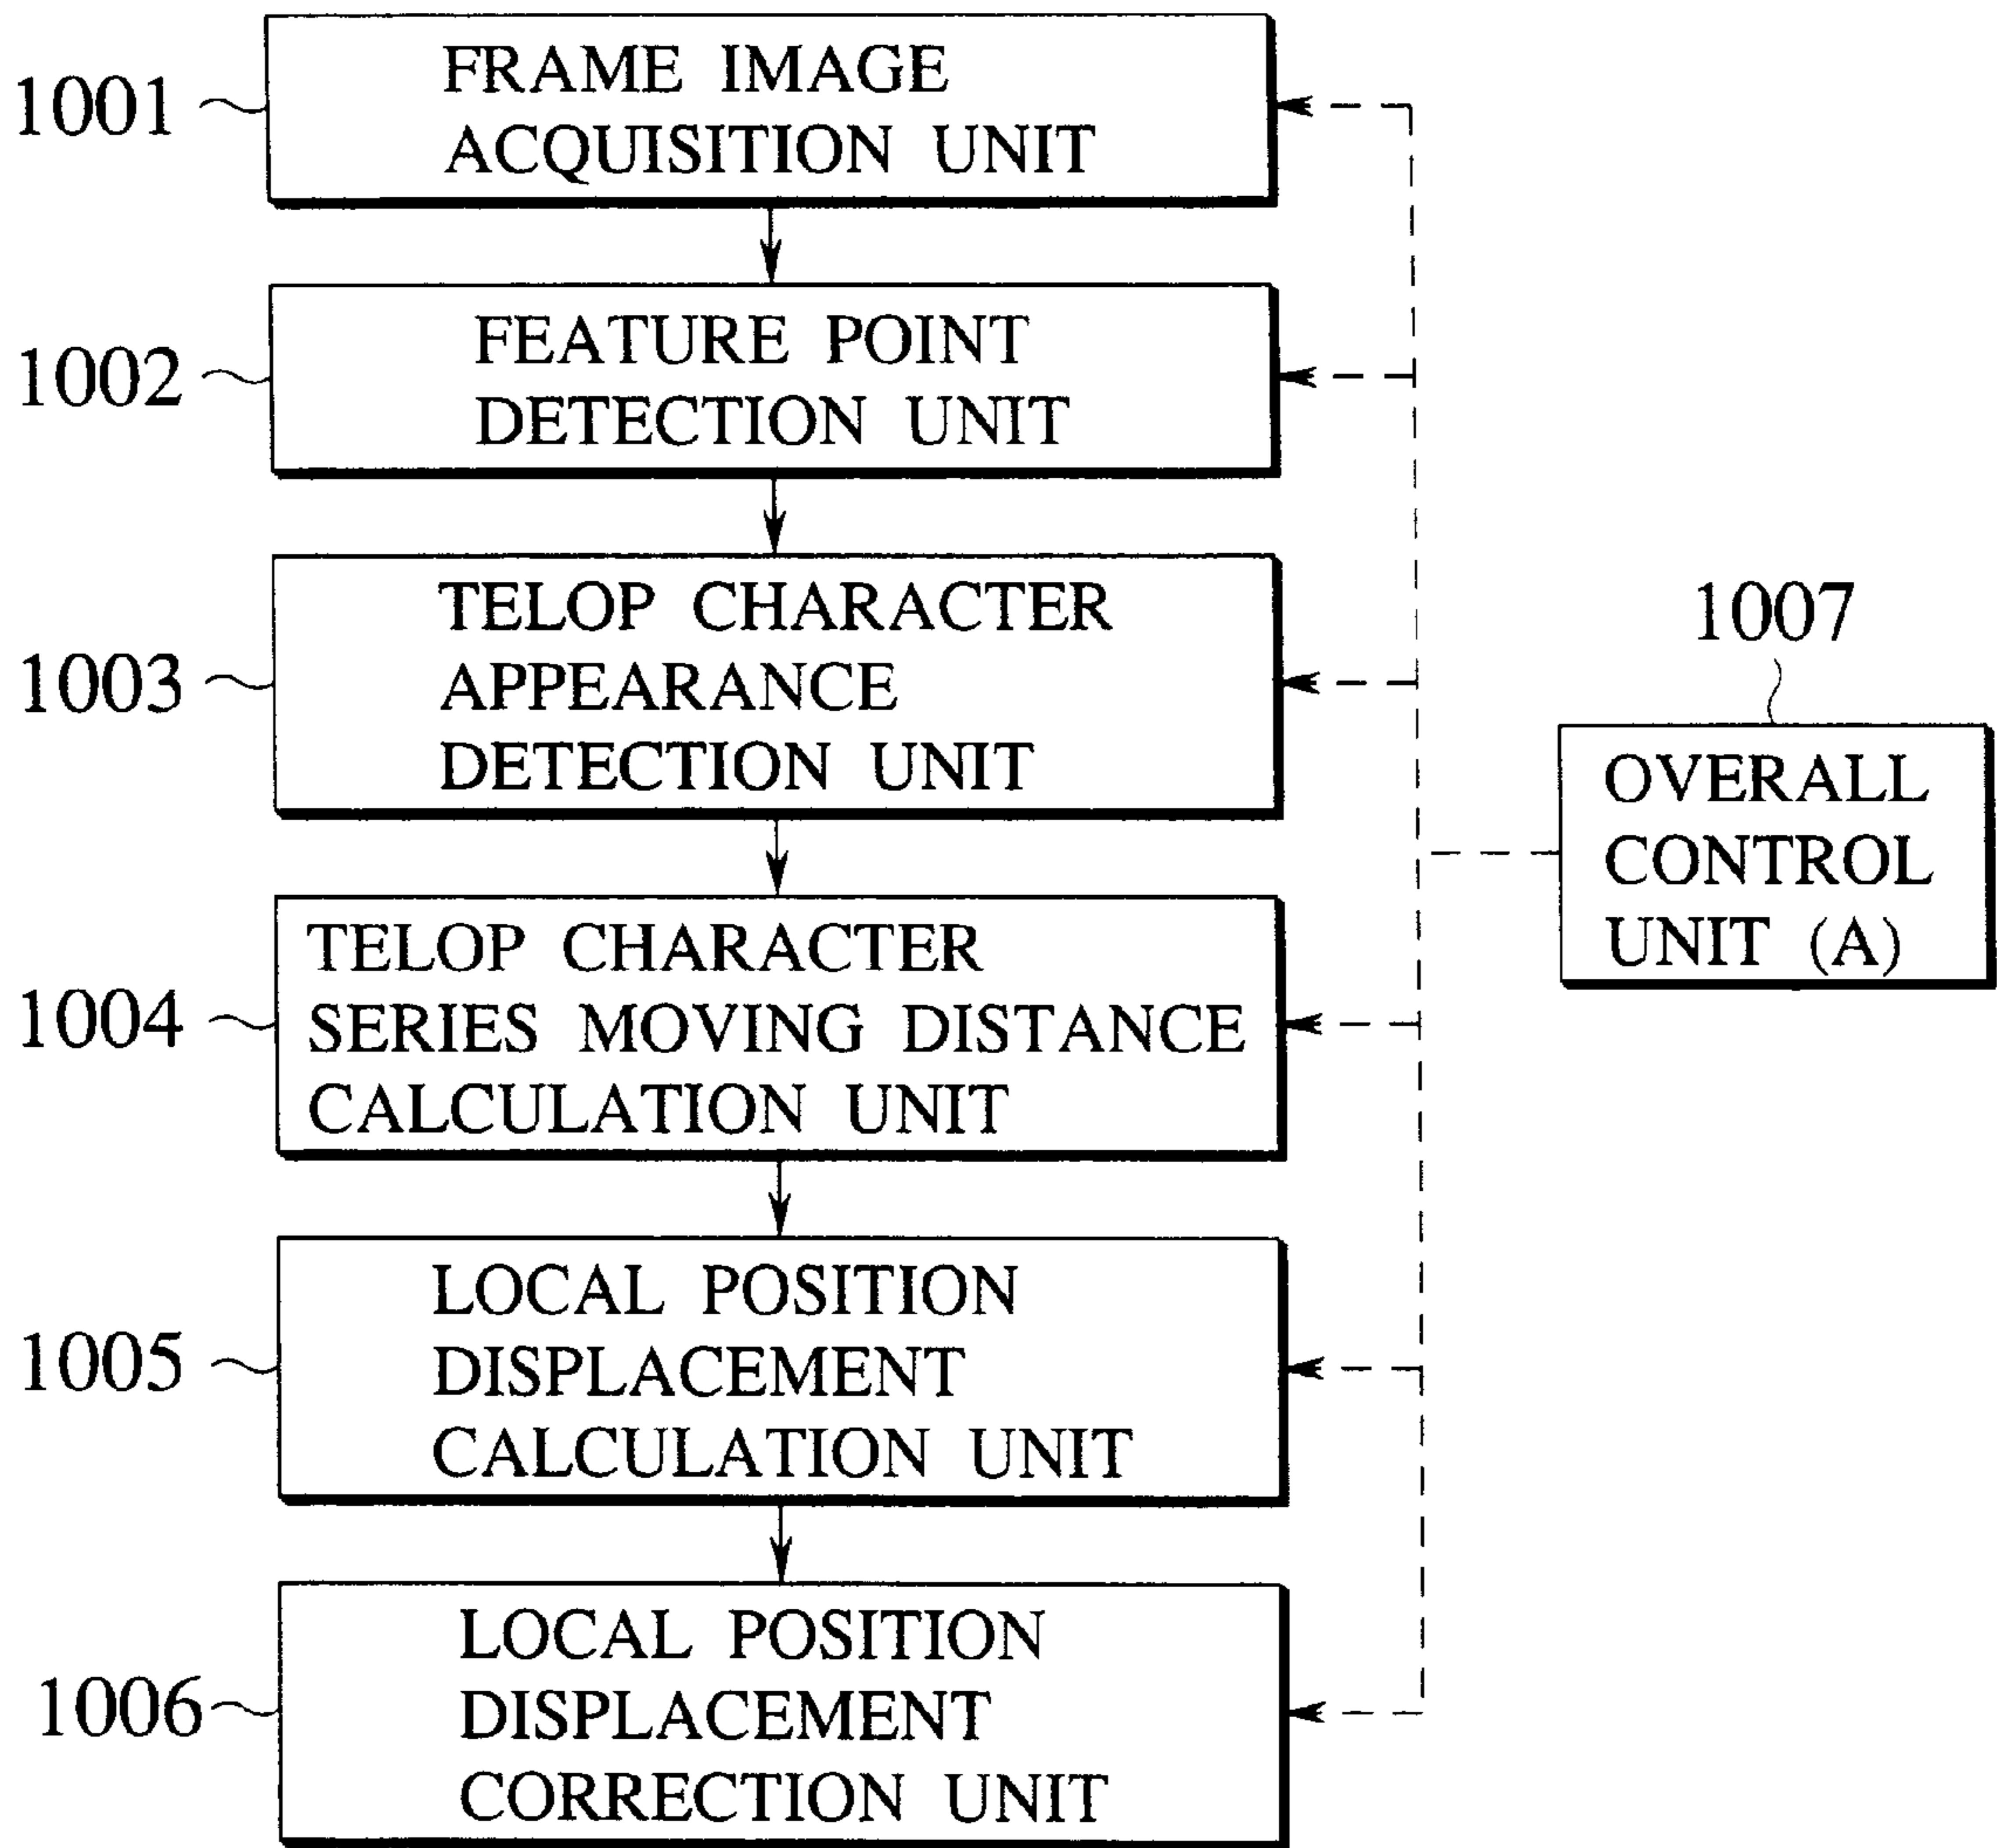 FRAME IMAGE
ACQUISITION UNIT
1001
FEATURE POINT
DETECTION UNIT
1002
TELOP CHARACTER
APPEARANCE
DETECTION UNIT
1003
1007
OVERALL
CONTROL
UNIT (A)
TELOP CHARACTER
SERIES MOVING DISTANCE
CALCULATION UNIT
1004
LOCAL POSITION
DISPLACEMENT
CALCULATION UNIT
1005
LOCAL POSITION
DISPLACEMENT
CORRECTION UNIT
1006